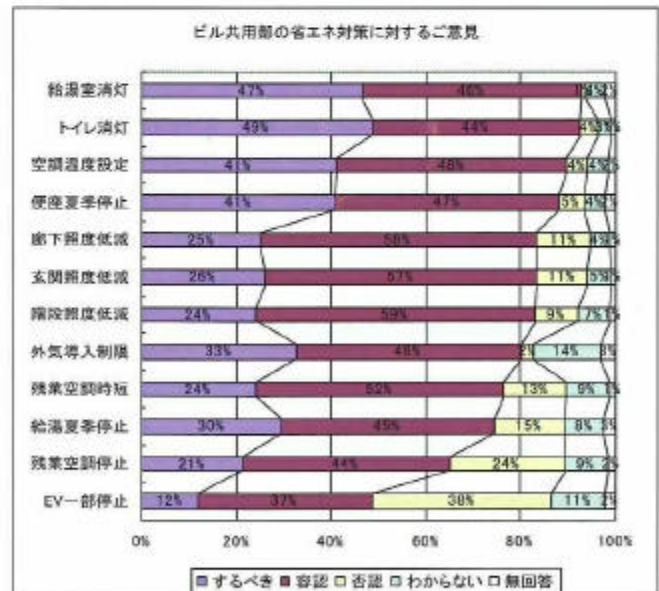 ビル共用部の省エネ対策に対するご意見
給湯室消灯 47% 46%
トイレ消灯 49% 44% 4%
空調温度設定 41% 48% 4% 4%
便座夏季停止 41% 47% 5% 4% 2%
廊下照度低減 25% 58% 11% 4%
玄関照度低減 26% 57% 11% 5%
階段照度低減 24% 59% 9% 7% 1%
外気導入制限 33% 48% 2% 14% 3%
残業空調時短 24% 52% 13% 9% 1%
給湯夏季停止 30% 45% 15% 8% 3%
残業空調停止 21% 44% 24% 9% 2%
EV一部停止 12% 37% 38% 11% 2%
0% 20% 40% 60% 80% 100%
するべき 容認 否認 わからない 無回答